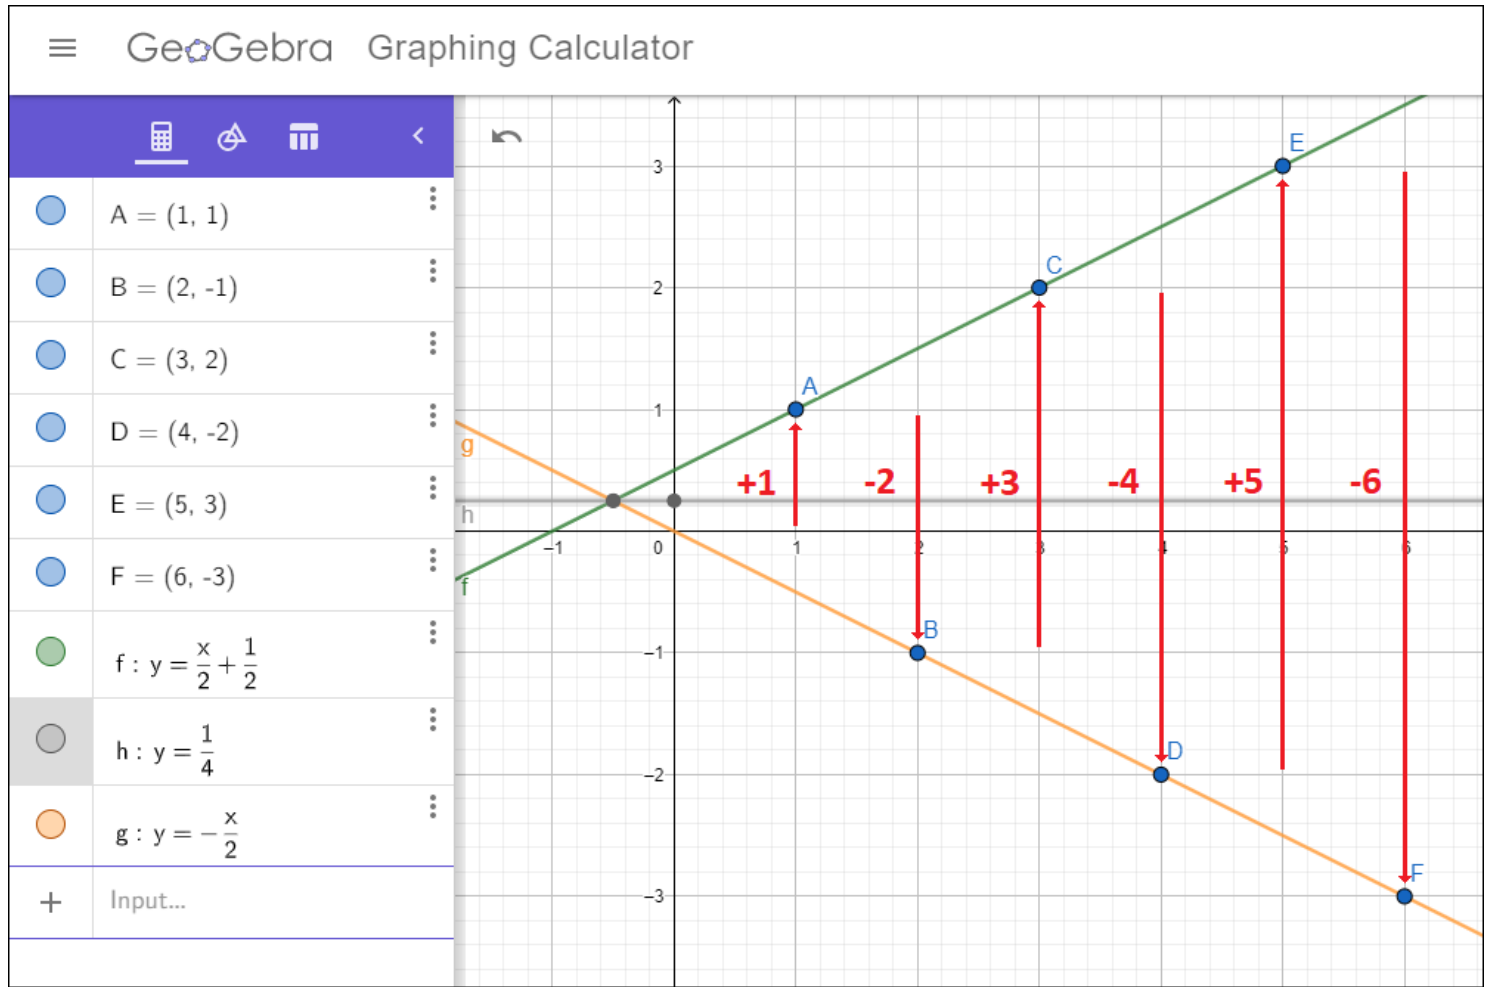 GeoGebra Graphing Calculator
A = (1, 1)
B = (2, -1)
C = (3, 2)
D = (4, -2)
E = (5, 3)
F = (6, -3)
f : y = x/2 + 1/2
h : y = 1/4
g : y = – x/2
+ Input...
E
3
C
2
A
1
g
+1 -2 +3 -4 +5 -6
h
–1 0 1 2 3 4 5 6
f
B
–1
D
–2
F
–3